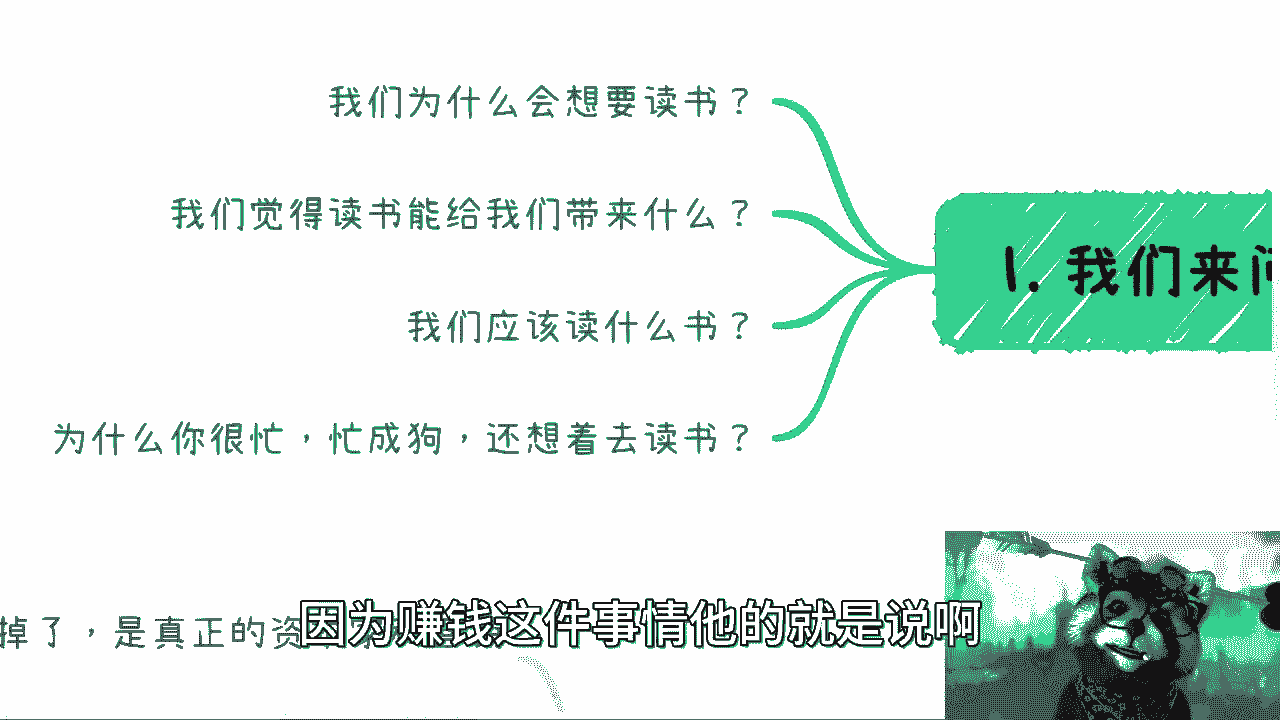 我们为什么会想要读书？
我们觉得读书能给我们带来什么？
1. 我们来问
我们应该读什么书？
为什么你很忙，忙成狗，还想着去读书？
掉了，是真正的资
因为赚钱这件事情他的就是说啊